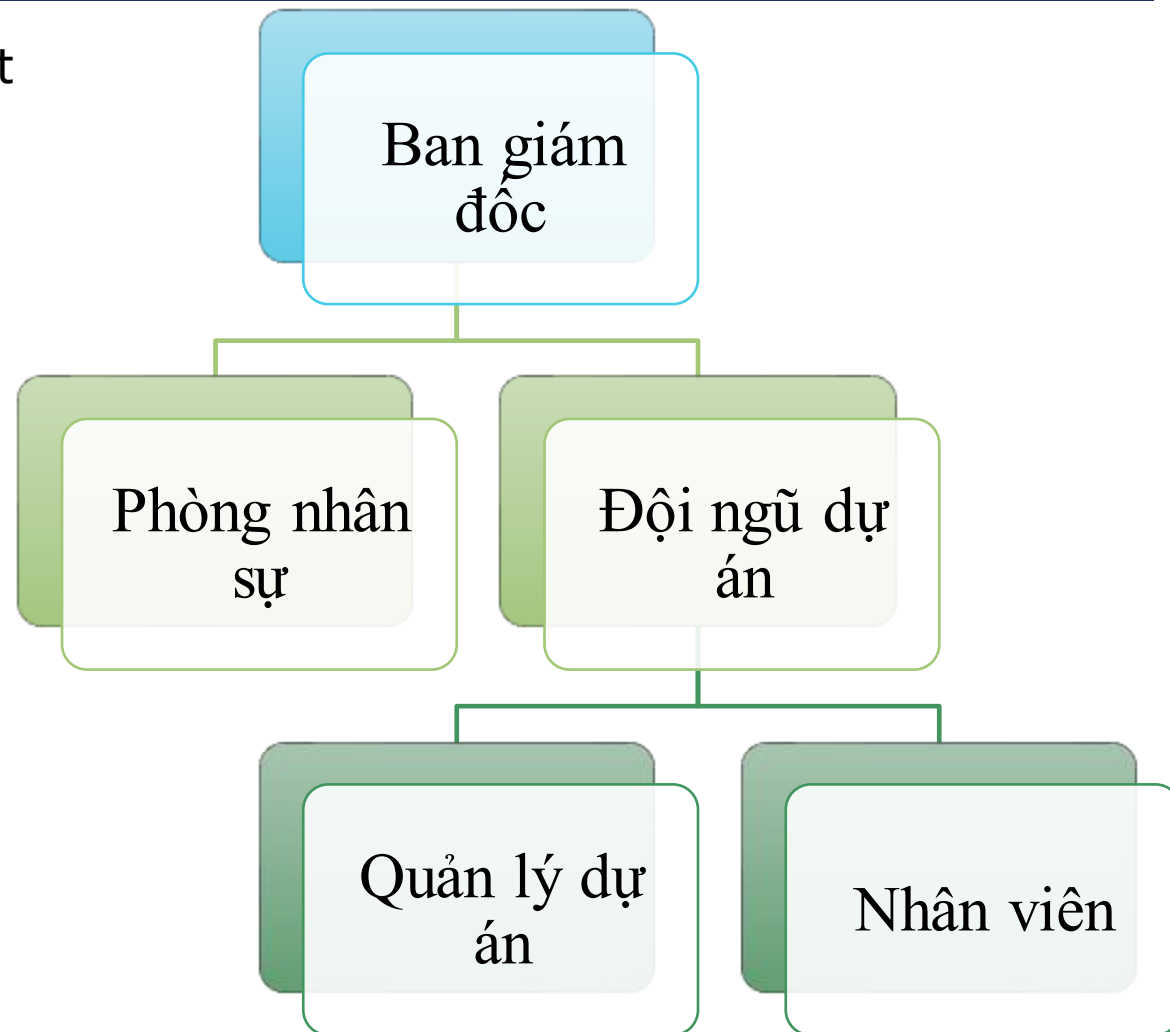 t
Ban giám
đốc
Phòng nhân
sự
Đội ngũ dự
án
Quản lý dự
án
Nhân viên